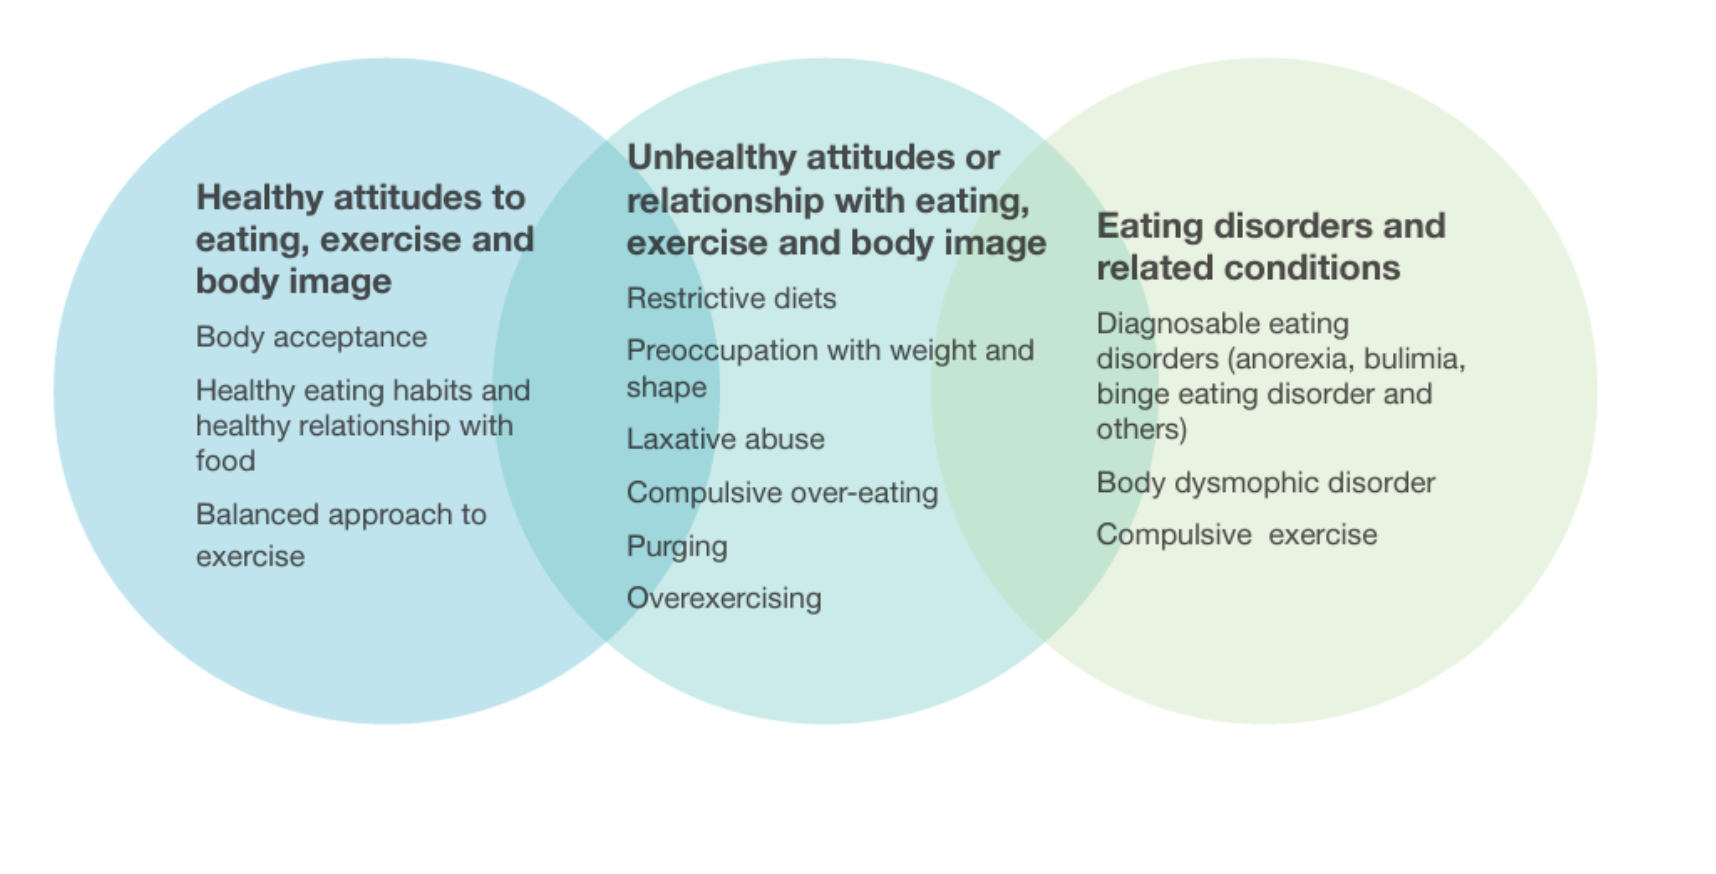 Healthy attitudes to
eating, exercise and
body image
Body acceptance
Healthy eating habits and
healthy relationship with
food
Balanced approach to
exercise
Unhealthy attitudes or
relationship with eating,
exercise and body image
Restrictive diets
Preoccupation with weight and
shape
Laxative abuse
Compulsive over-eating
Purging
Overexercising
Eating disorders and
related conditions
Diagnosable eating
disorders (anorexia, bulimia,
binge eating disorder and
others)
Body dysmophic disorder
Compulsive  exercise